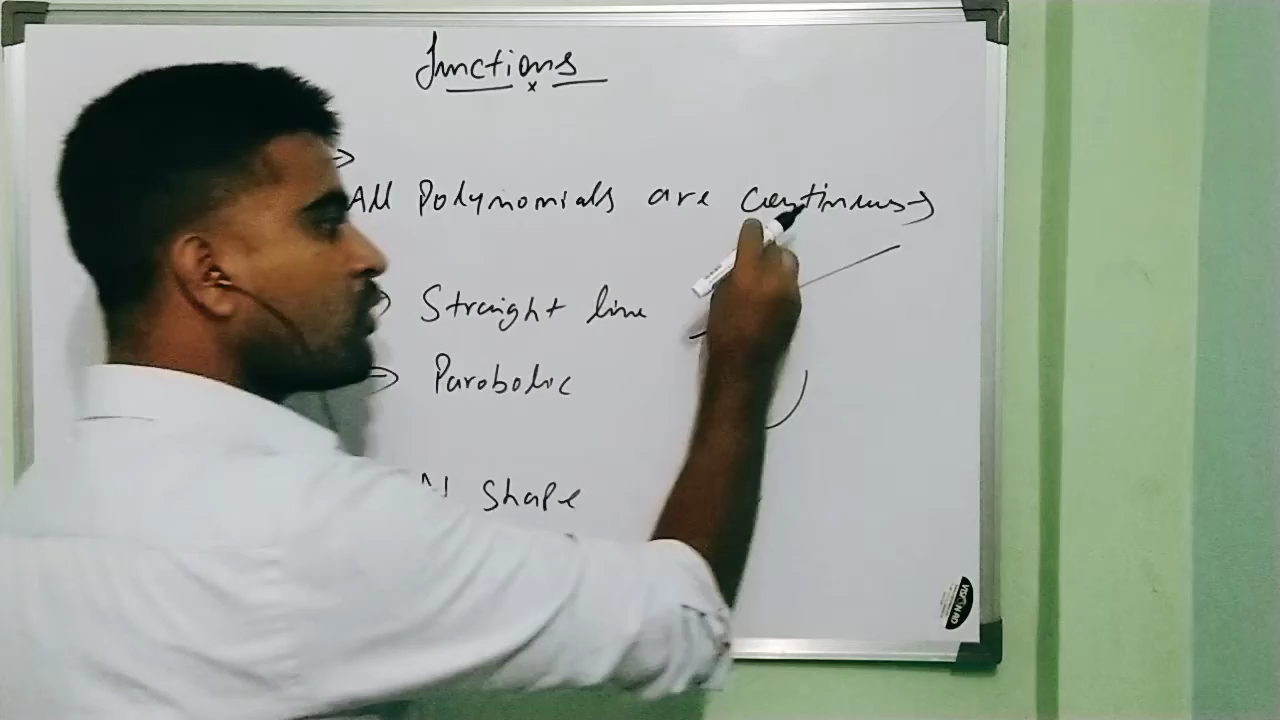 Functions
x
→
All Polynomials are continuous →
Straight line
→ Parabolic
N shape